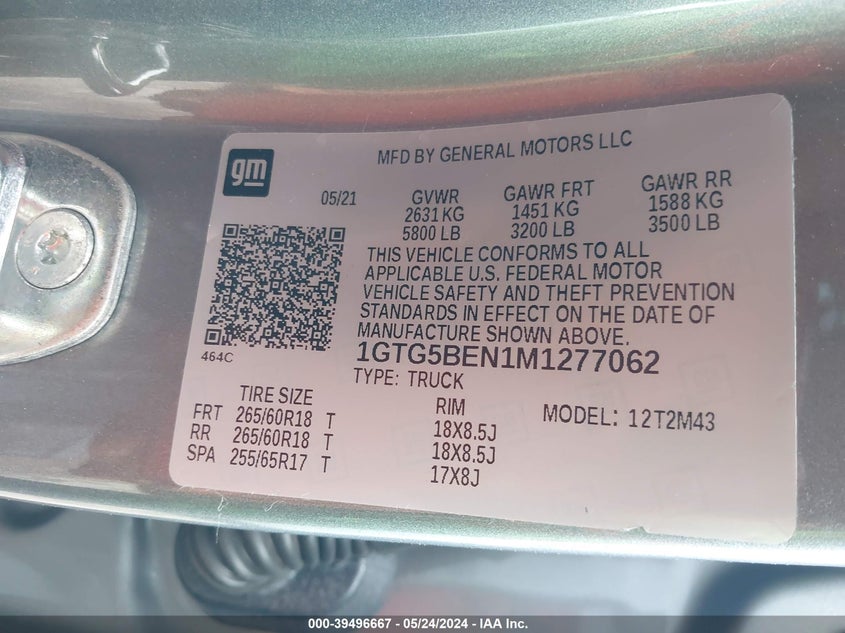 gm
MFD BY GENERAL MOTORS LLC
05/21 GVWR GAWR FRT GAWR RR
2631 KG 1451 KG 1588 KG
5800 LB 3200 LB 3500 LB
THIS VEHICLE CONFORMS TO ALL
APPLICABLE U.S. FEDERAL MOTOR
VEHICLE SAFETY AND THEFT PREVENTION
STANDARDS IN EFFECT ON THE DATE OF
MANUFACTURE SHOWN ABOVE.
464C
1GTG5BEN1M1277062
TYPE: TRUCK
TIRE SIZE RIM MODEL: 12T2M43
FRT 265/60R18 T 18X8.5J
RR 265/60R18 T 18X8.5J
SPA 255/65R17 T 17X8J
000-39496667 - 05/24/2024 - IAA Inc.